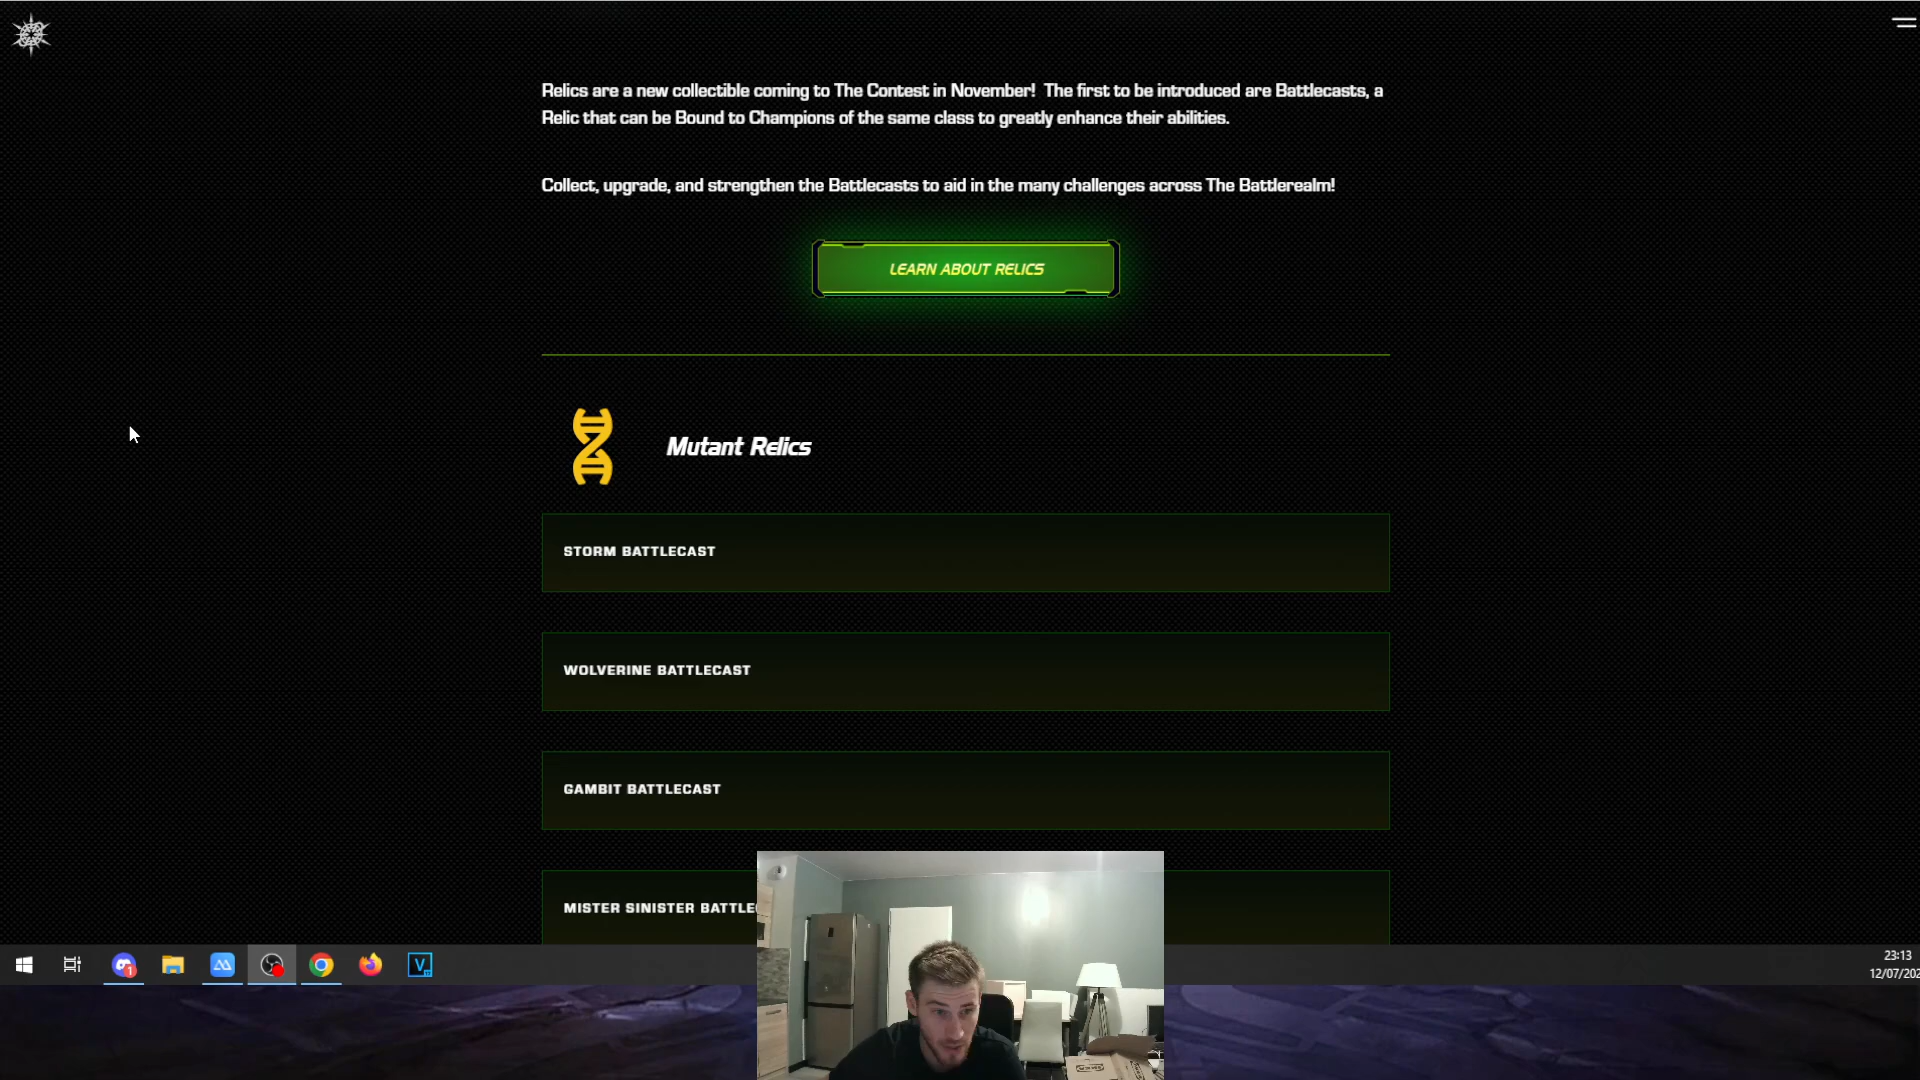 Relics are a new collectible coming to The Contest in November! The first to be introduced are Battlecasts, a
Relic that can be Bound to Champions of the same class to greatly enhance their abilities.
Collect, upgrade, and strengthen the Battlecasts to aid in the many challenges across The Battlerealm!
LEARN ABOUT RELICS
Mutant Relics
STORM BATTLECAST
WOLVERINE BATTLECAST
GAMBIT BATTLECAST
MISTER SINISTER BATTLE
1
V
23:13
12/07/202